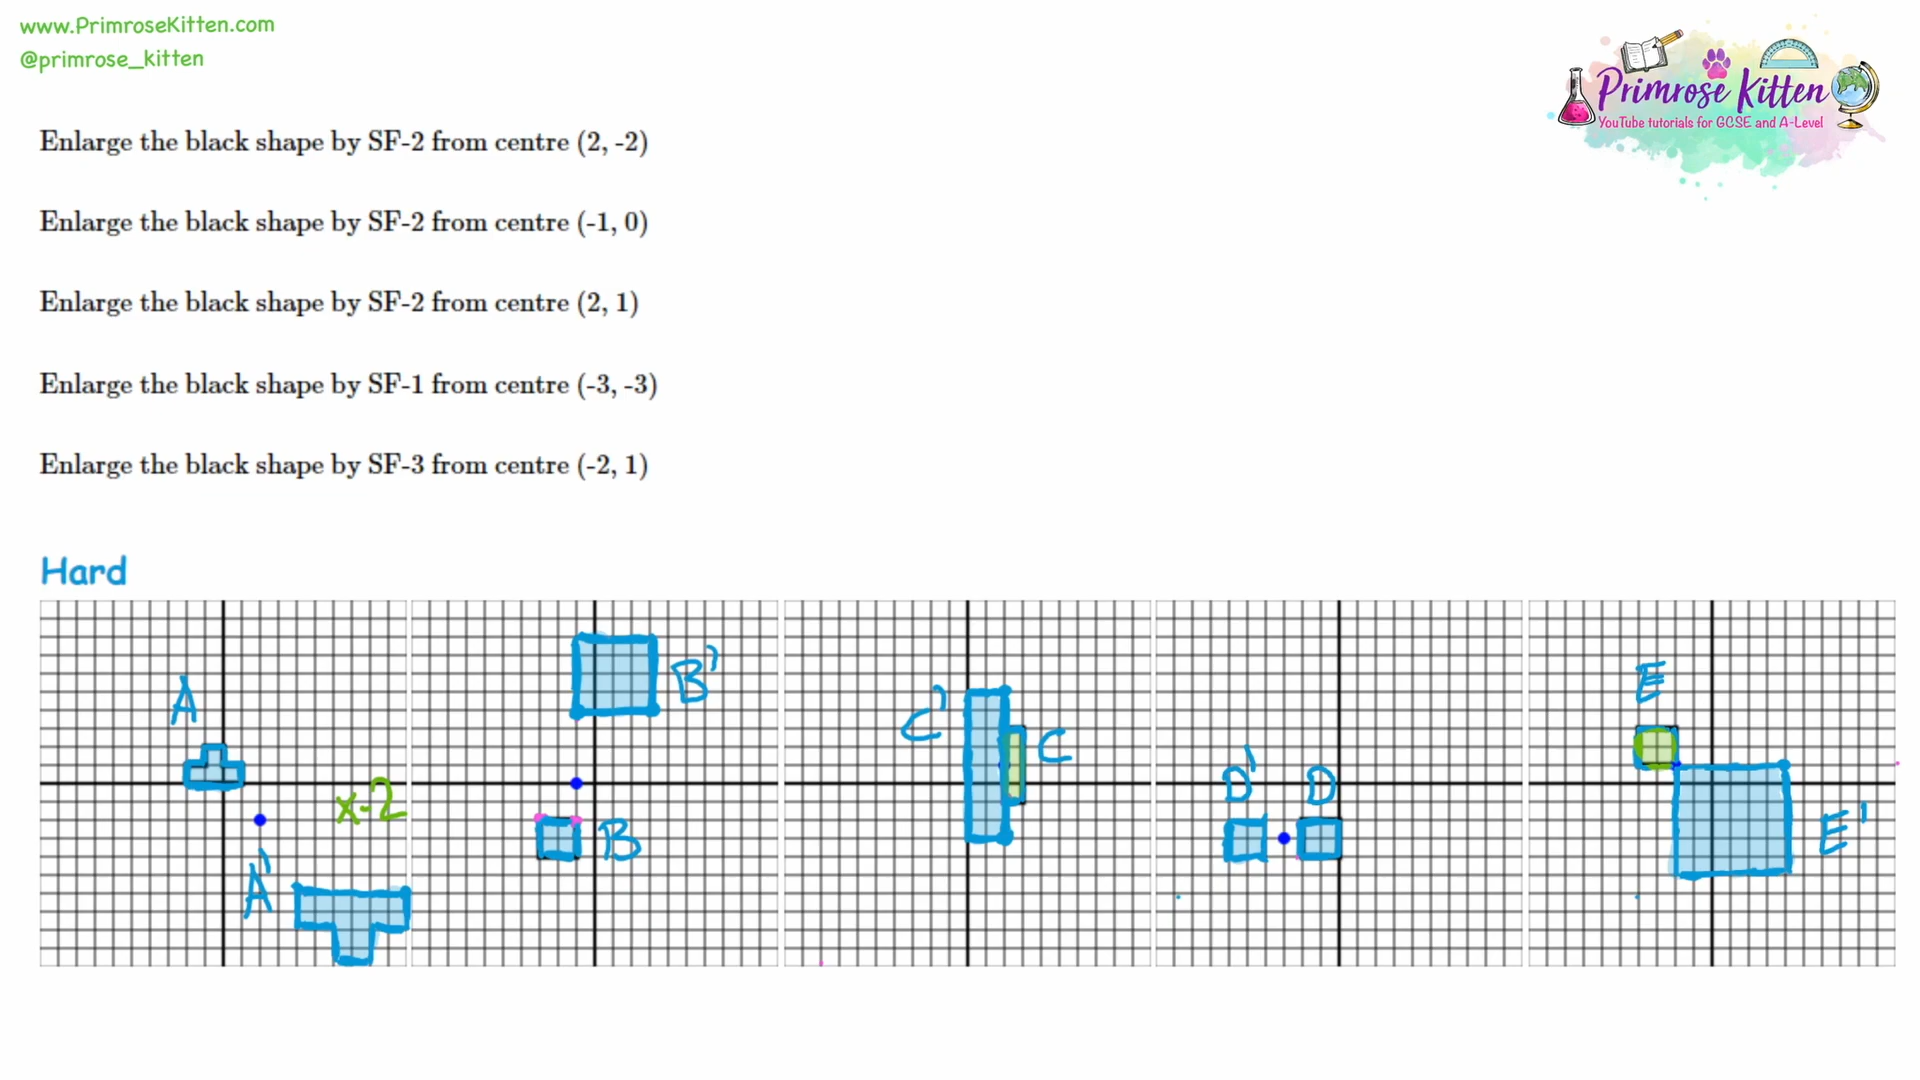 www.PrimroseKitten.com
@primrose_kitten
Primrose Kitten
YouTube tutorials for GCSE and A-Level
Enlarge the black shape by SF-2 from centre (2, -2)
Enlarge the black shape by SF-2 from centre (-1, 0)
Enlarge the black shape by SF-2 from centre (2, 1)
Enlarge the black shape by SF-1 from centre (-3, -3)
Enlarge the black shape by SF-3 from centre (-2, 1)
Hard
A
x-2
A'
B'
B
C'
C
D'
D
E
E'